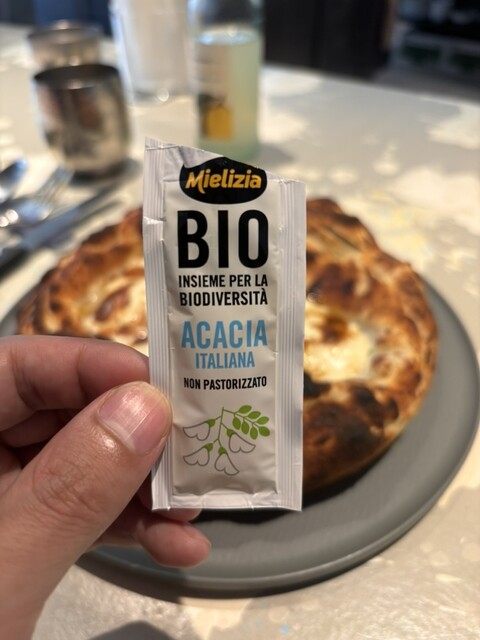 Mielizia
BIO
INSIEME PER LA
BIODIVERSITÀ
ACACIA
ITALIANA
NON PASTORIZZATO